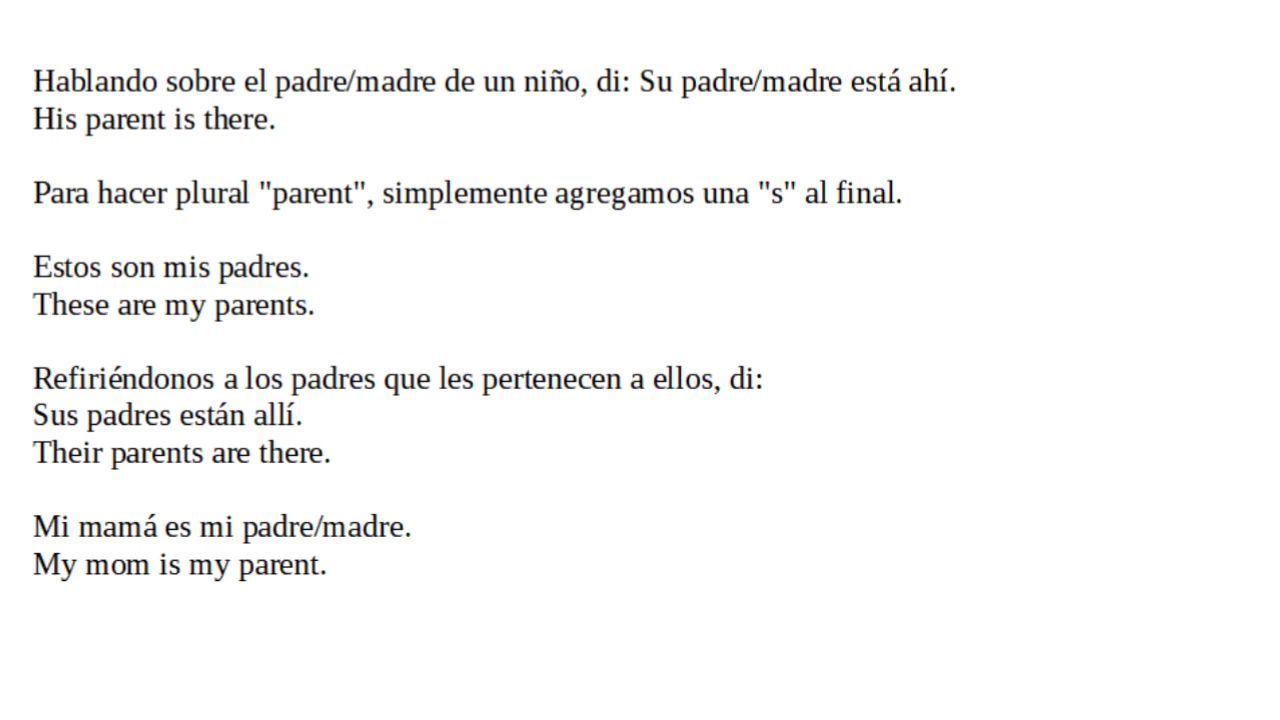 Hablando sobre el padre/madre de un niño, di: Su padre/madre está ahí.
His parent is there.
Para hacer plural "parent", simplemente agregamos una "s" al final.
Estos son mis padres.
These are my parents.
Refiriéndonos a los padres que les pertenecen a ellos, di:
Sus padres están allí.
Their parents are there.
Mi mamá es mi padre/madre.
My mom is my parent.